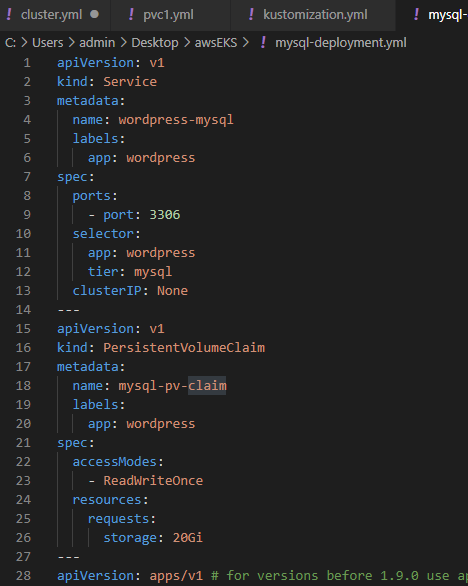 ! cluster.yml ! pvc1.yml ! kustomization.yml ! mysql-
C: > Users > admin > Desktop > awsEKS > ! mysql-deployment.yml
1 apiVersion: v1
2 kind: Service
3 metadata:
4   name: wordpress-mysql
5   labels:
6     app: wordpress
7 spec:
8   ports:
9     - port: 3306
10   selector:
11     app: wordpress
12     tier: mysql
13   clusterIP: None
14 ---
15 apiVersion: v1
16 kind: PersistentVolumeClaim
17 metadata:
18   name: mysql-pv-claim
19   labels:
20     app: wordpress
21 spec:
22   accessModes:
23     - ReadWriteOnce
24   resources:
25     requests:
26       storage: 20Gi
27 ---
28 apiVersion: apps/v1 # for versions before 1.9.0 use